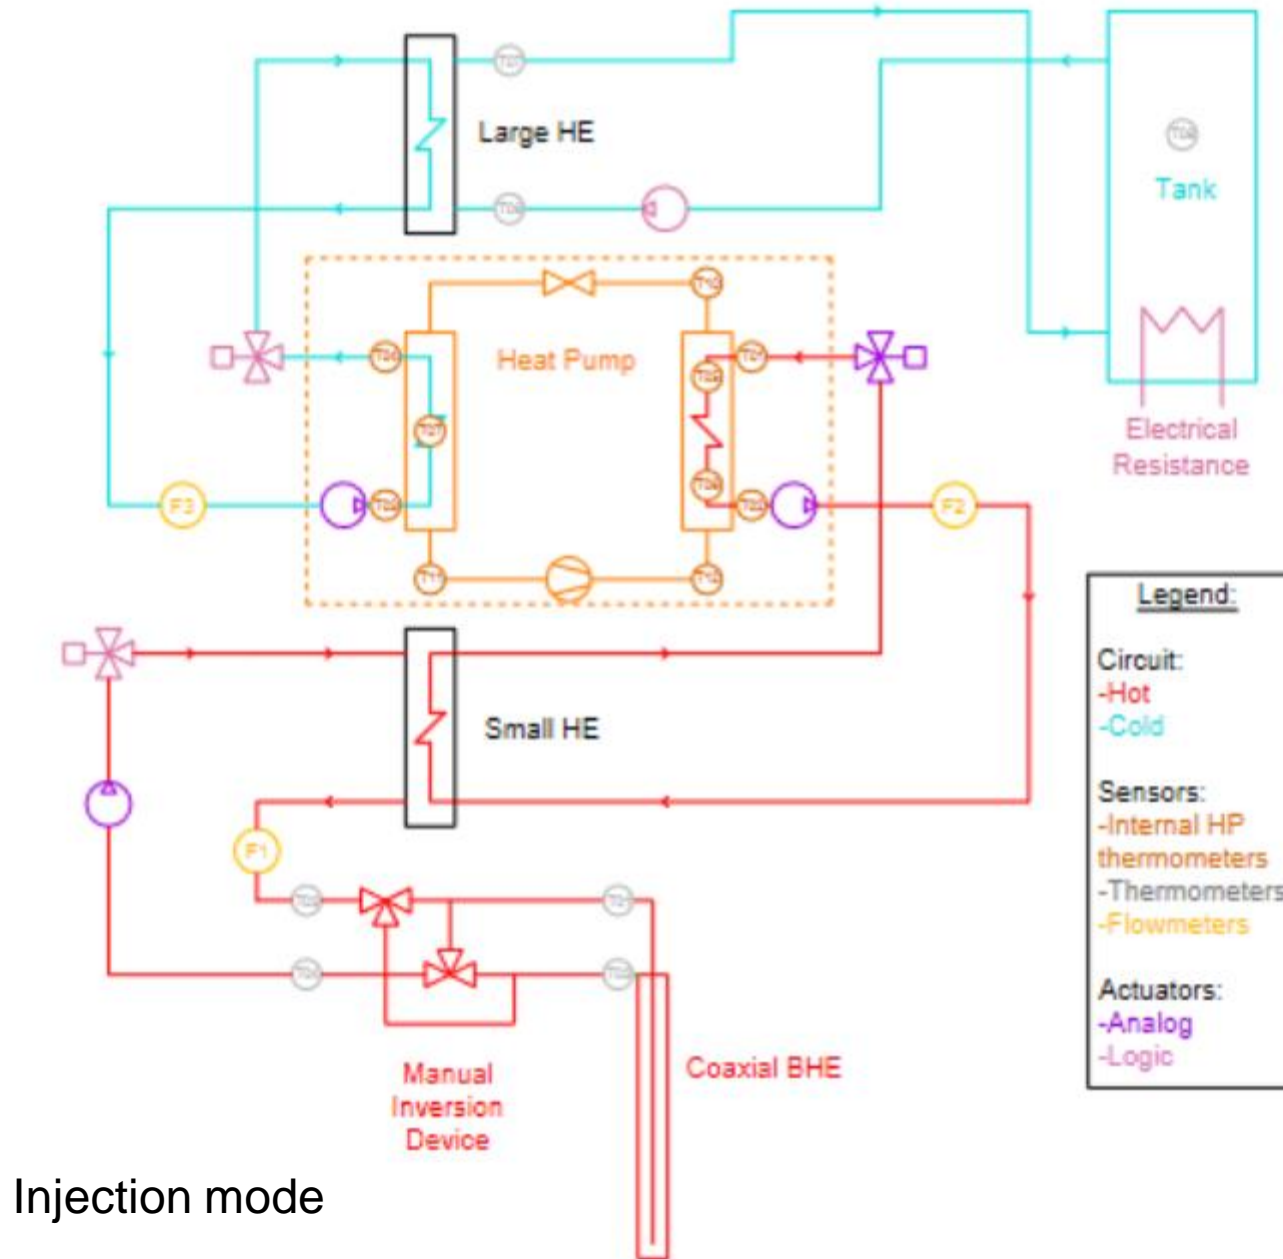 Large HE
Tank
Heat Pump
Electrical
Resistance
F3
F2
Legend:
Circuit:
-Hot
-Cold
Small HE
Sensors:
-Internal HP
thermometers
-Thermometers
-Flowmeters
F1
Actuators:
-Analog
-Logic
Manual
Inversion
Device
Coaxial BHE
Injection mode